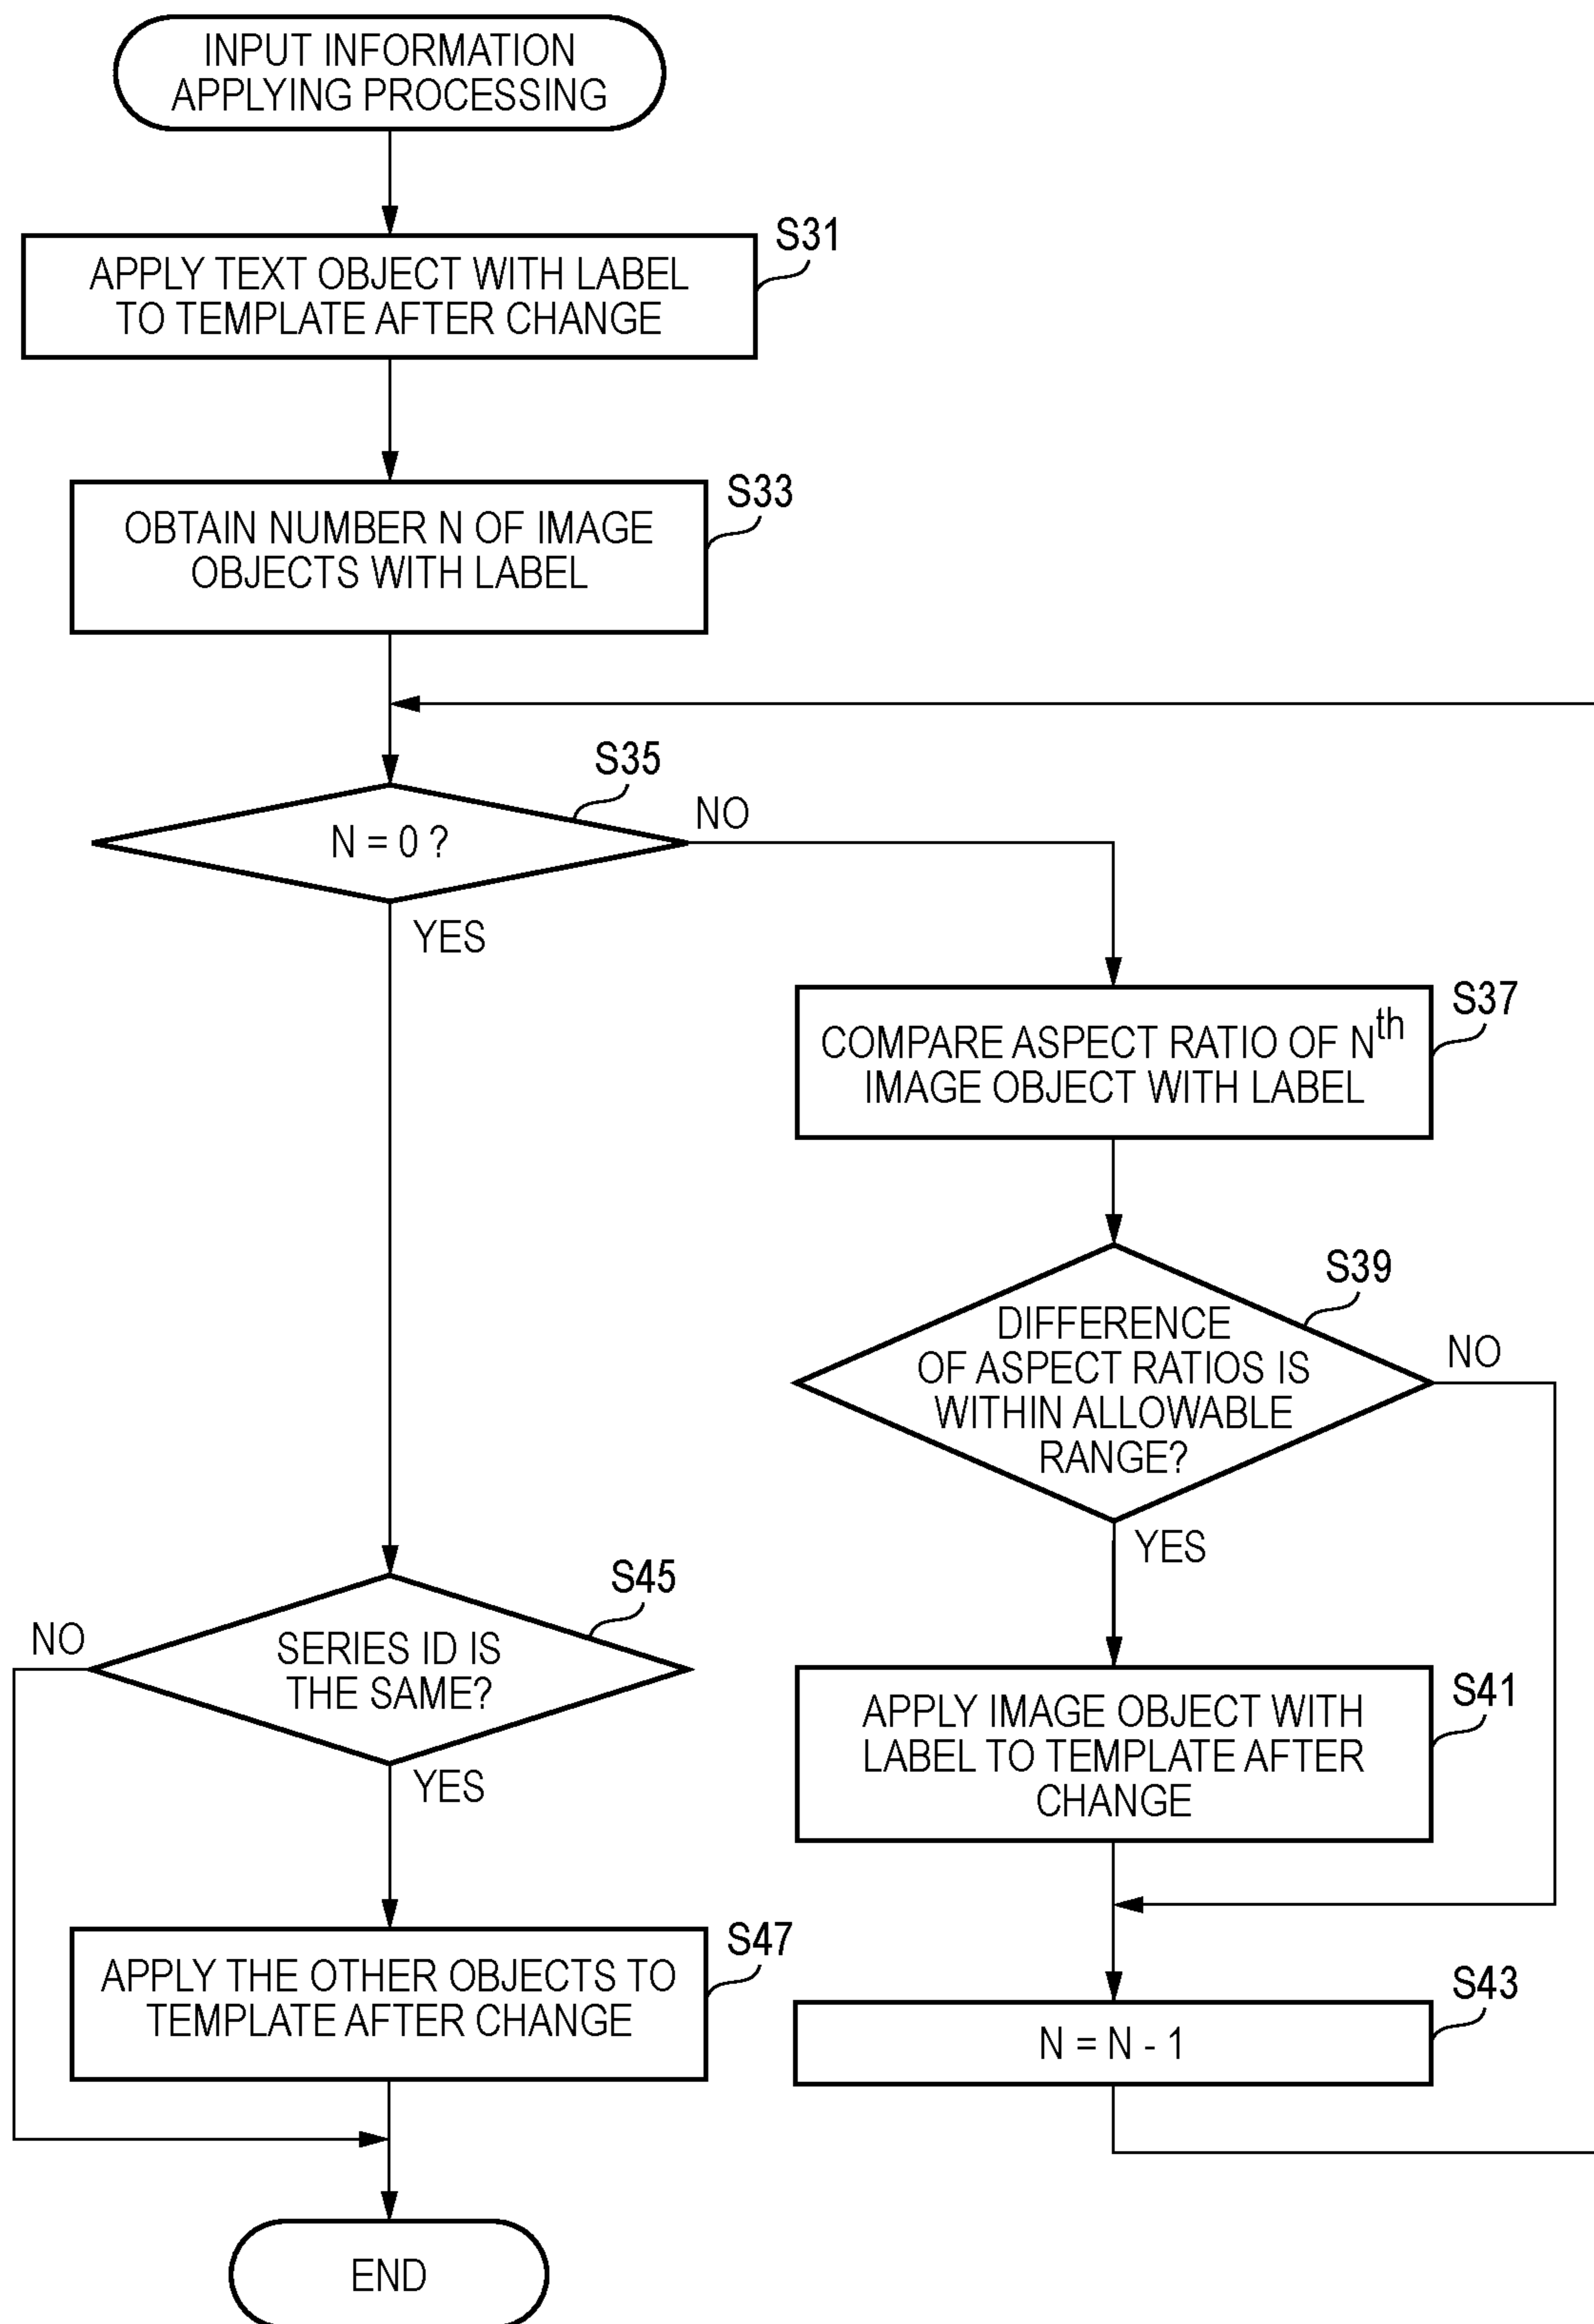 INPUT INFORMATION
APPLYING PROCESSING
S31
APPLY TEXT OBJECT WITH LABEL
TO TEMPLATE AFTER CHANGE
S33
OBTAIN NUMBER N OF IMAGE
OBJECTS WITH LABEL
S35
N = 0 ?
NO
YES
S37
COMPARE ASPECT RATIO OF Nth
IMAGE OBJECT WITH LABEL
S39
DIFFERENCE
OF ASPECT RATIOS IS
WITHIN ALLOWABLE
RANGE?
NO
YES
S41
APPLY IMAGE OBJECT WITH
LABEL TO TEMPLATE AFTER
CHANGE
S43
N = N - 1
S45
SERIES ID IS
THE SAME?
NO
YES
S47
APPLY THE OTHER OBJECTS TO
TEMPLATE AFTER CHANGE
END